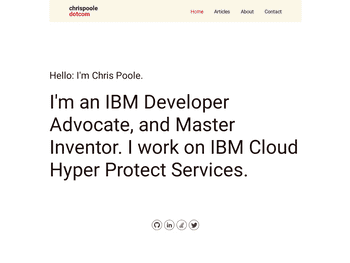 chrispoole
dotcom
Home Articles About Contact
Hello: I'm Chris Poole.
I'm an IBM Developer
Advocate, and Master
Inventor. I work on IBM Cloud
Hyper Protect Services.